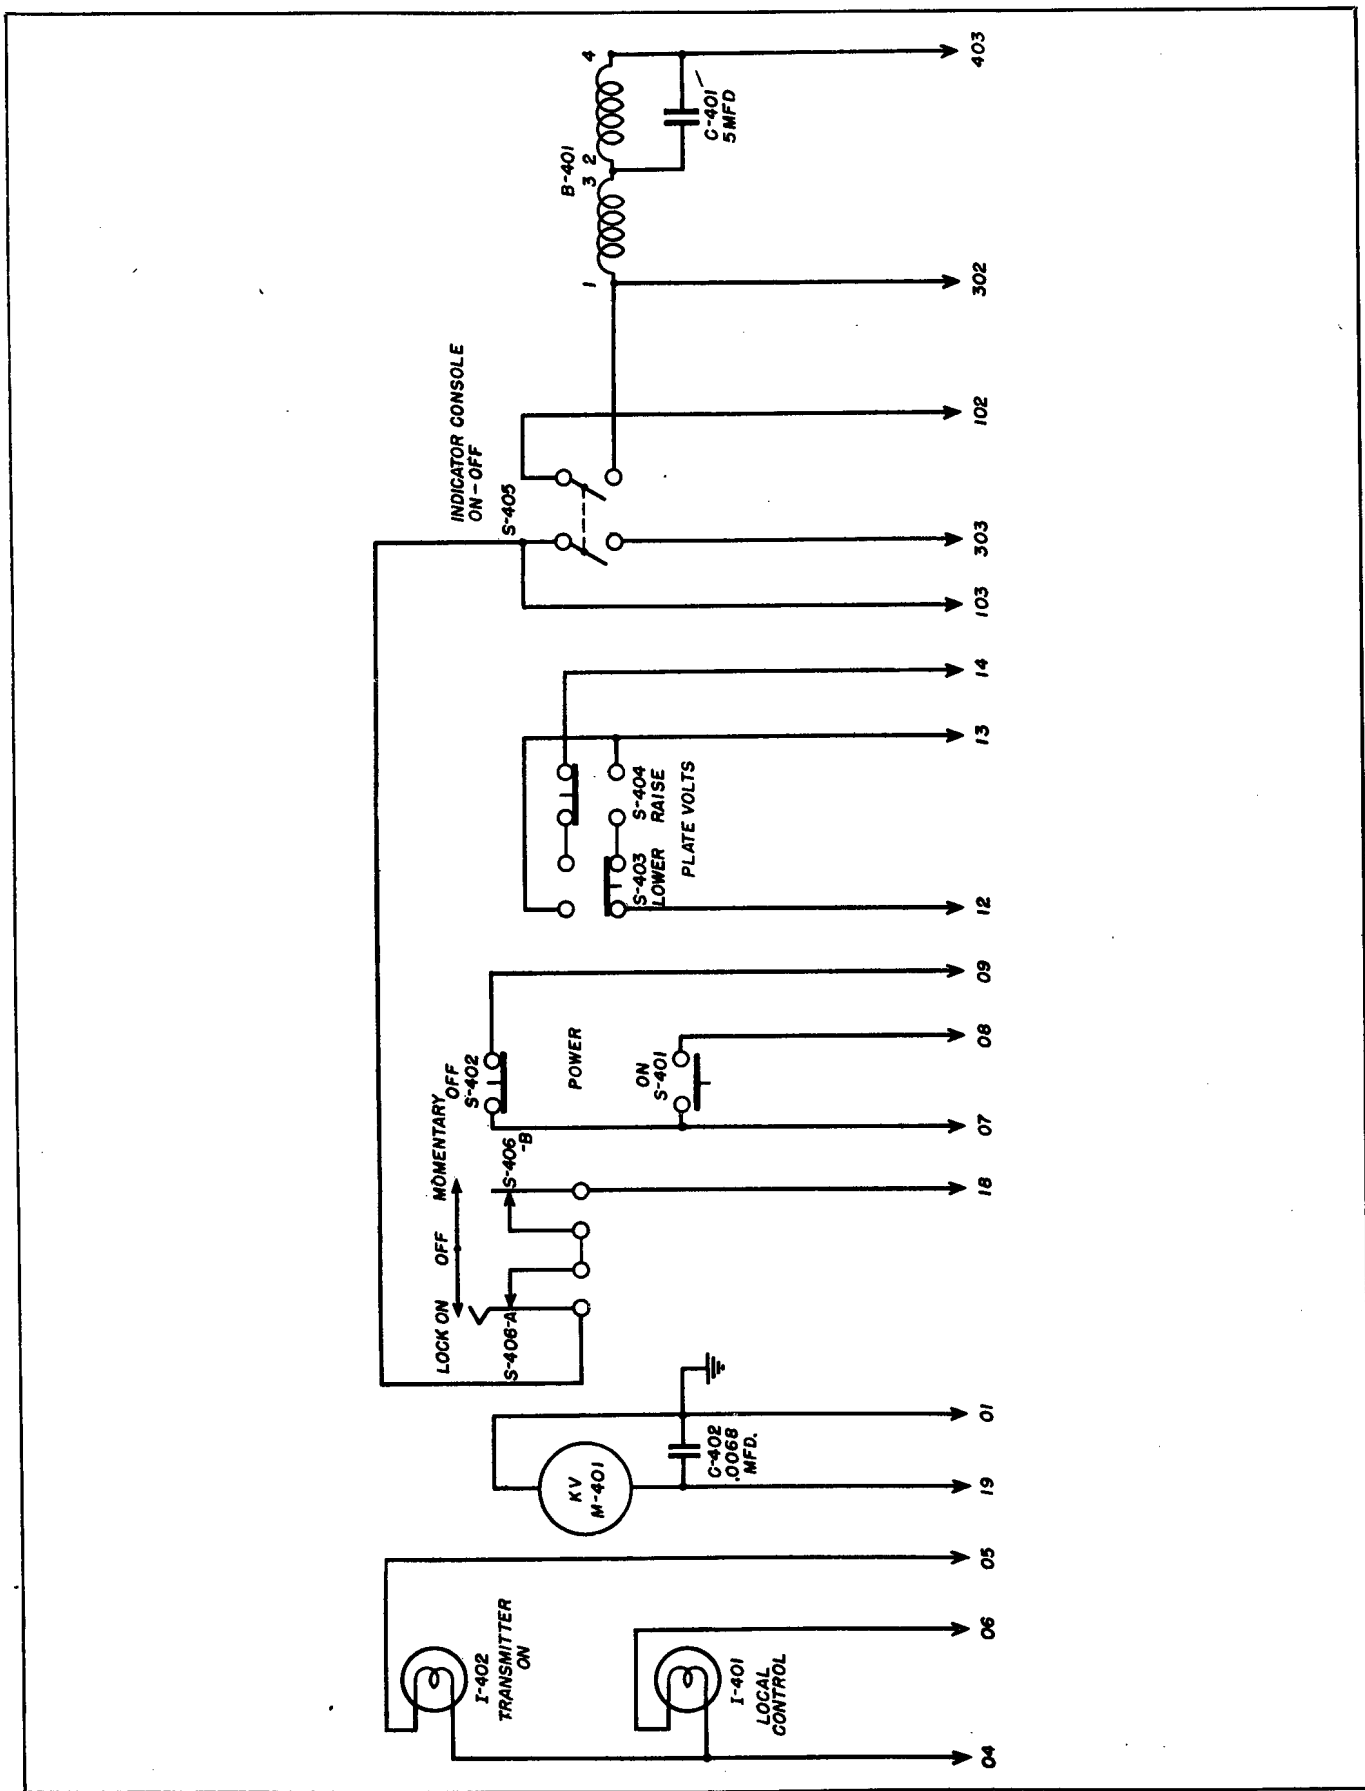 I-402
TRANSMITTER
ON
I-401
LOCAL
CONTROL
04
06
05
KV
M-401
C-402
.0068
MFD.
19
01
LOCK ON OFF MOMENTARY
S-406-A
S-406
-B
18
OFF
S-402
POWER
ON
S-401
07
08
09
S-403
LOWER
S-404
RAISE
PLATE VOLTS
12
13
14
INDICATOR CONSOLE
ON-OFF
S-405
103
303
102
B-401
1
3
2
4
C-401
5 MFD
302
403